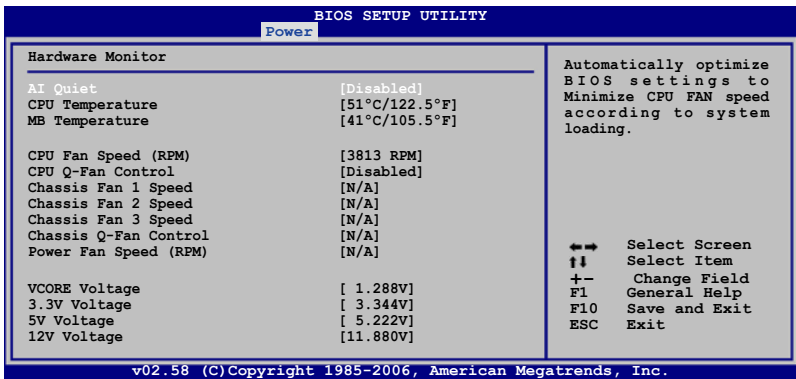 BIOS SETUP UTILITY
Power
Hardware Monitor
AI Quiet [Disabled]
CPU Temperature [51°C/122.5°F]
MB Temperature [41°C/105.5°F]
CPU Fan Speed (RPM) [3813 RPM]
CPU Q-Fan Control [Disabled]
Chassis Fan 1 Speed [N/A]
Chassis Fan 2 Speed [N/A]
Chassis Fan 3 Speed [N/A]
Chassis Q-Fan Control [N/A]
Power Fan Speed (RPM) [N/A]
VCORE Voltage [ 1.288V]
3.3V Voltage [ 3.344V]
5V Voltage [ 5.222V]
12V Voltage [11.880V]
Automatically optimize
BIOS settings to
Minimize CPU FAN speed
according to system
loading.
←→ Select Screen
↑↓ Select Item
+- Change Field
F1 General Help
F10 Save and Exit
ESC Exit
v02.58 (C)Copyright 1985-2006, American Megatrends, Inc.